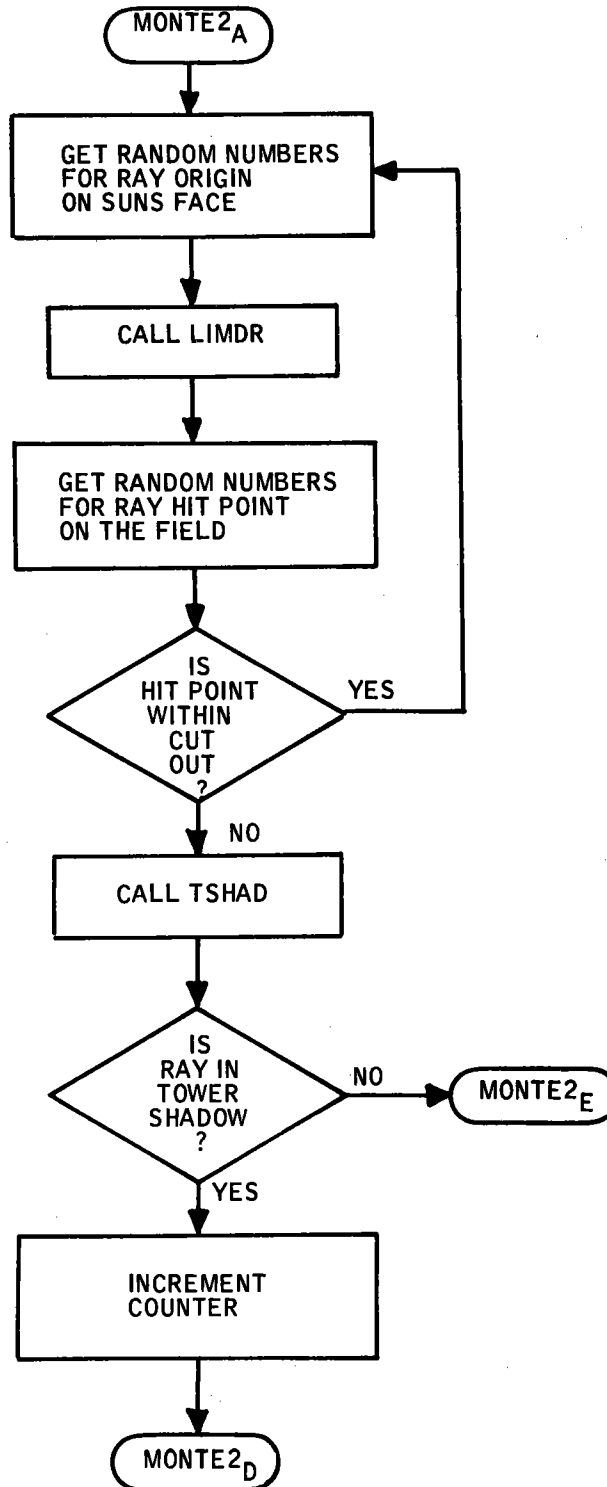 MONTE2A
GET RANDOM NUMBERS
FOR RAY ORIGIN
ON SUNS FACE
CALL LIMDR
GET RANDOM NUMBERS
FOR RAY HIT POINT
ON THE FIELD
IS
HIT POINT
WITHIN
CUT
OUT
?
YES
NO
CALL TSHAD
IS
RAY IN
TOWER
SHADOW
?
NO
MONTE2E
YES
INCREMENT
COUNTER
MONTE2D